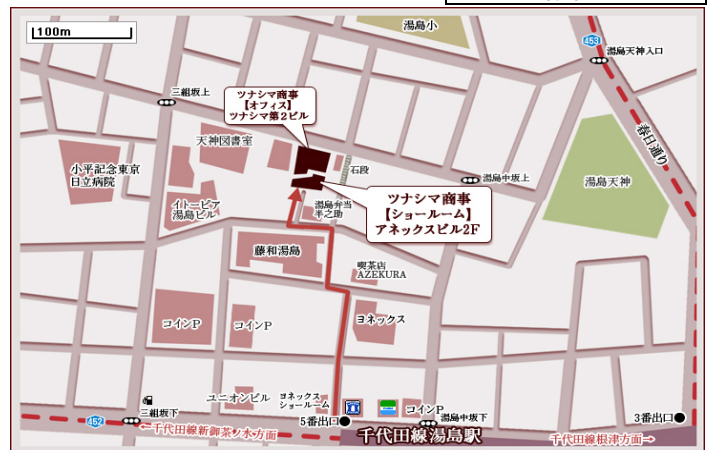 100m
湯島小
453
湯島天神入口
三組坂上
ツナシマ商事
【オフィス】
ツナシマ第2ビル
春日通り
天神図書室
石段
小平記念東京
日立病院
湯島中坂上
湯島天神
イトーピア
湯島ビル
湯島弁当
半之助
ツナシマ商事
【ショールーム】
アネックスビル2F
藤和湯島
喫茶店
AZEKURA
コインP
コインP
ヨネックス
ユニオンビル
ヨネックス
ショールーム
コインP
452
三組坂下
5番出口
湯島中坂下
3番出口
←千代田線新御茶ノ水方面
千代田線湯島駅
千代田線根津方面→